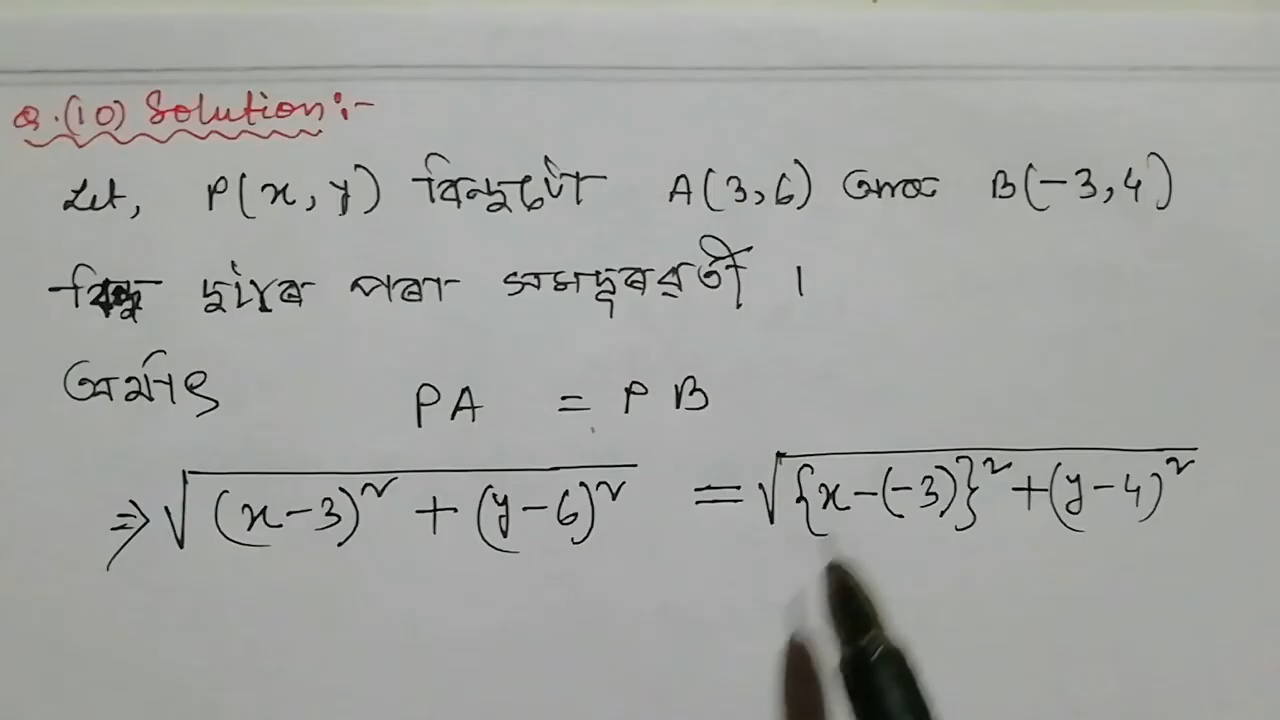 Q.(10) Solution:-
Let, P(x, y) বিন্দুটো A(3,6) আৰু B(-3,4)
বিন্দু দুটাৰ পৰা সমদূৰৱৰ্তী ।
অৰ্থাৎ PA = PB
⇒ √(x-3)² + (y-6)² = √{x-(-3)}² + (y-4)²